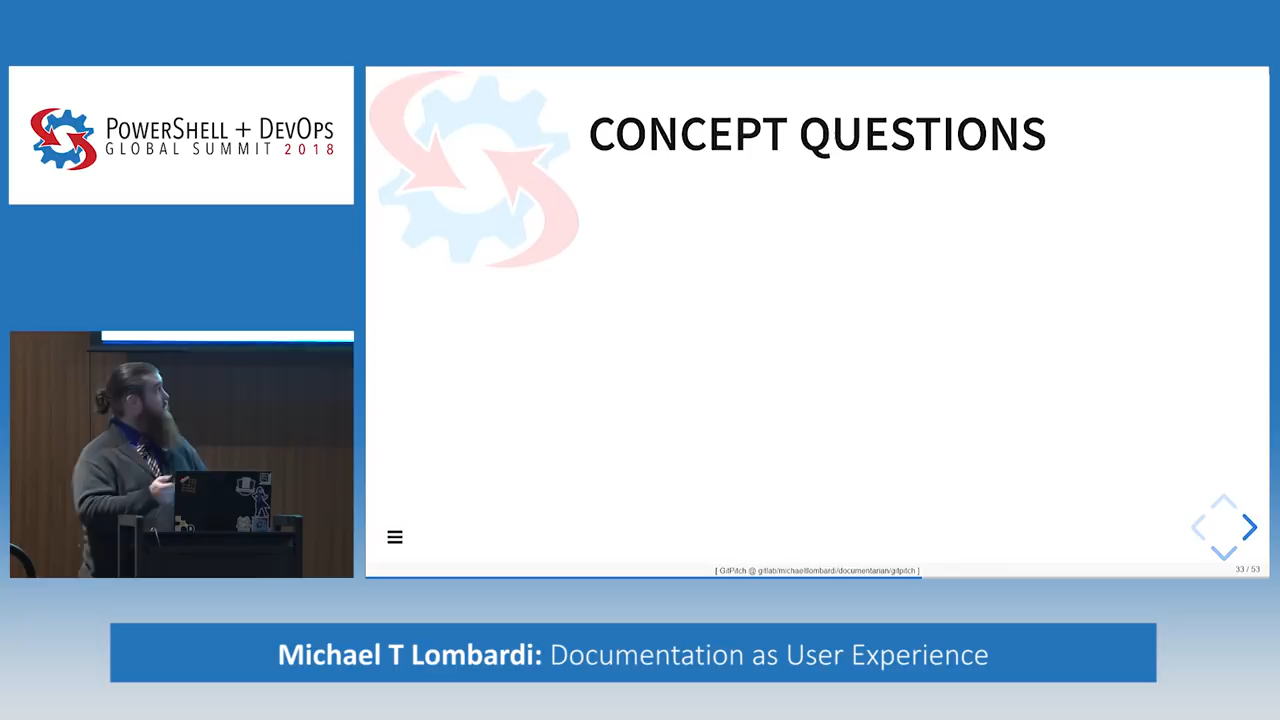 POWERSHELL + DEVOPS
GLOBAL SUMMIT 2018
CONCEPT QUESTIONS
[ GitPitch @ gitlab/michaeltlombardi/documentarian/gitpitch ]
33 / 53
Michael T Lombardi: Documentation as User Experience